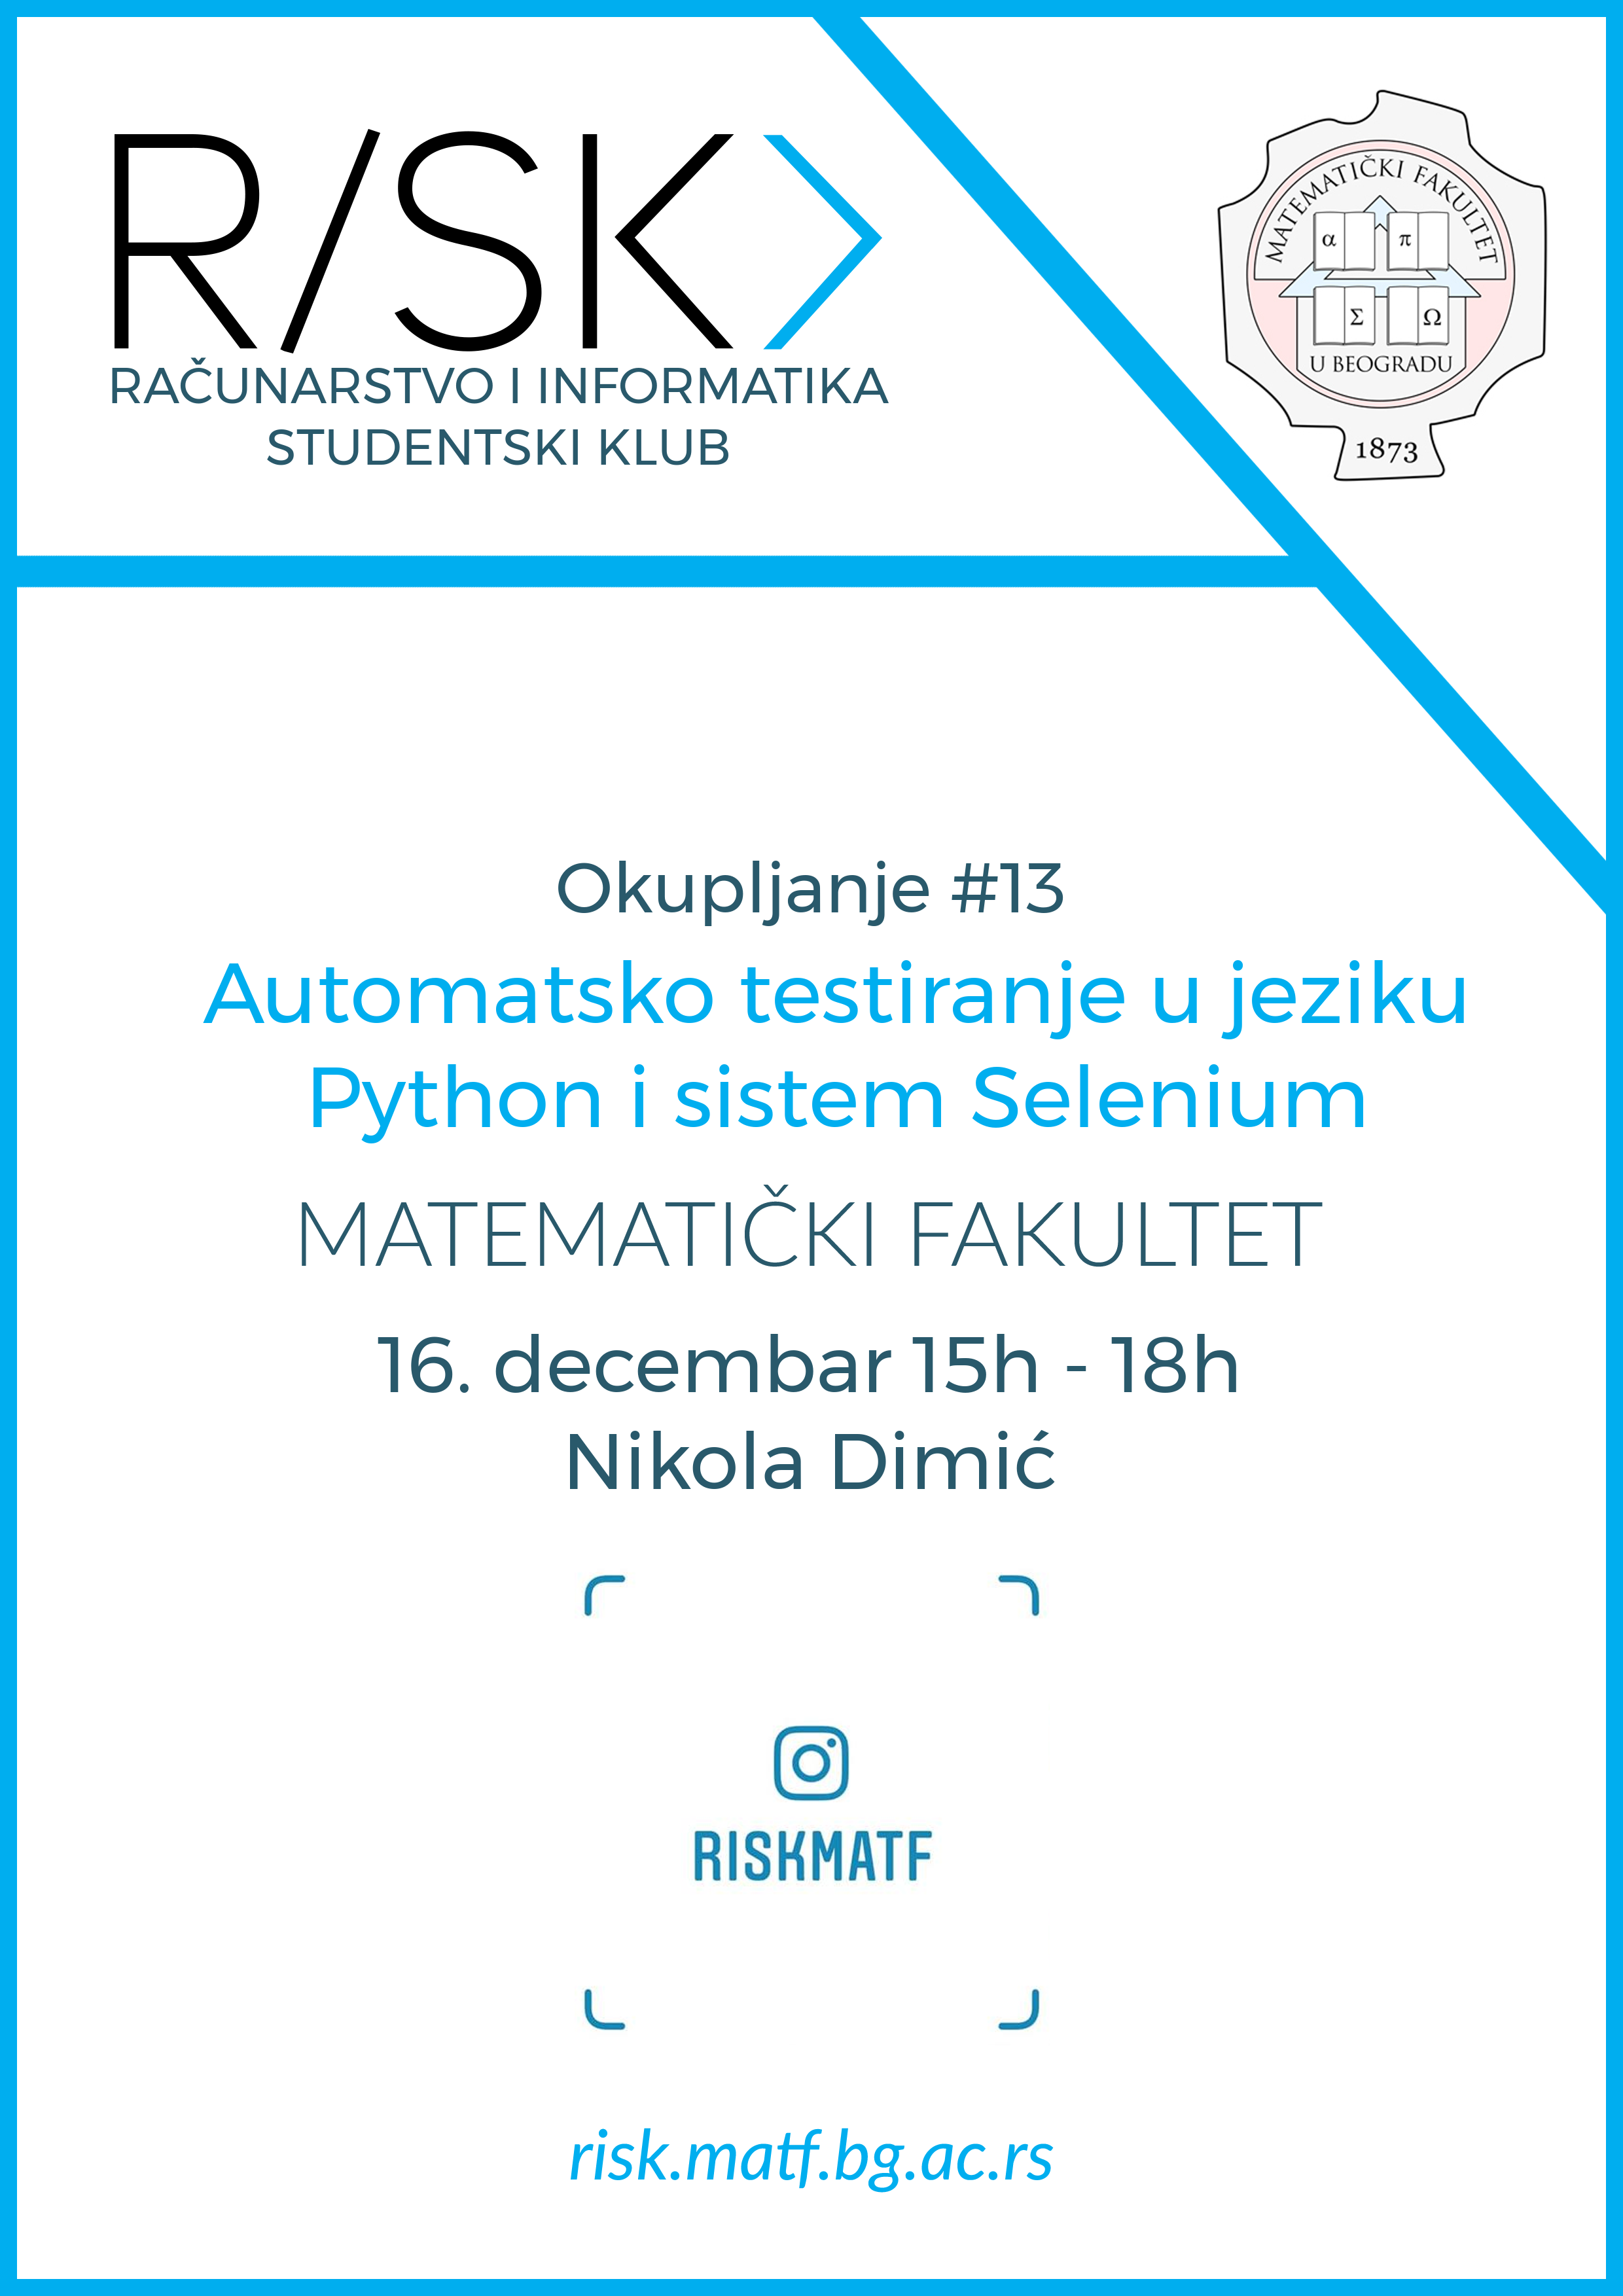 R/SK>
RAČUNARSTVO I INFORMATIKA
STUDENTSKI KLUB
MATEMATIČKI FAKULTET
α π
Σ Ω
U BEOGRADU
1873
Okupljanje #13
Automatsko testiranje u jeziku
Python i sistem Selenium
MATEMATIČKI FAKULTET
16. decembar 15h - 18h
Nikola Dimić
RISKMATF
risk.matf.bg.ac.rs